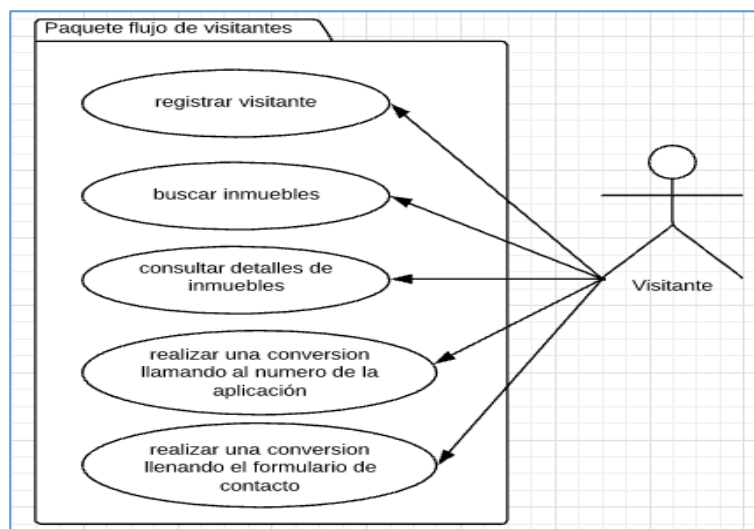 Paquete flujo de visitantes
registrar visitante
buscar inmuebles
consultar detalles de
inmuebles
Visitante
realizar una conversion
llamando al numero de la
aplicación
realizar una conversion
llenando el formulario de
contacto